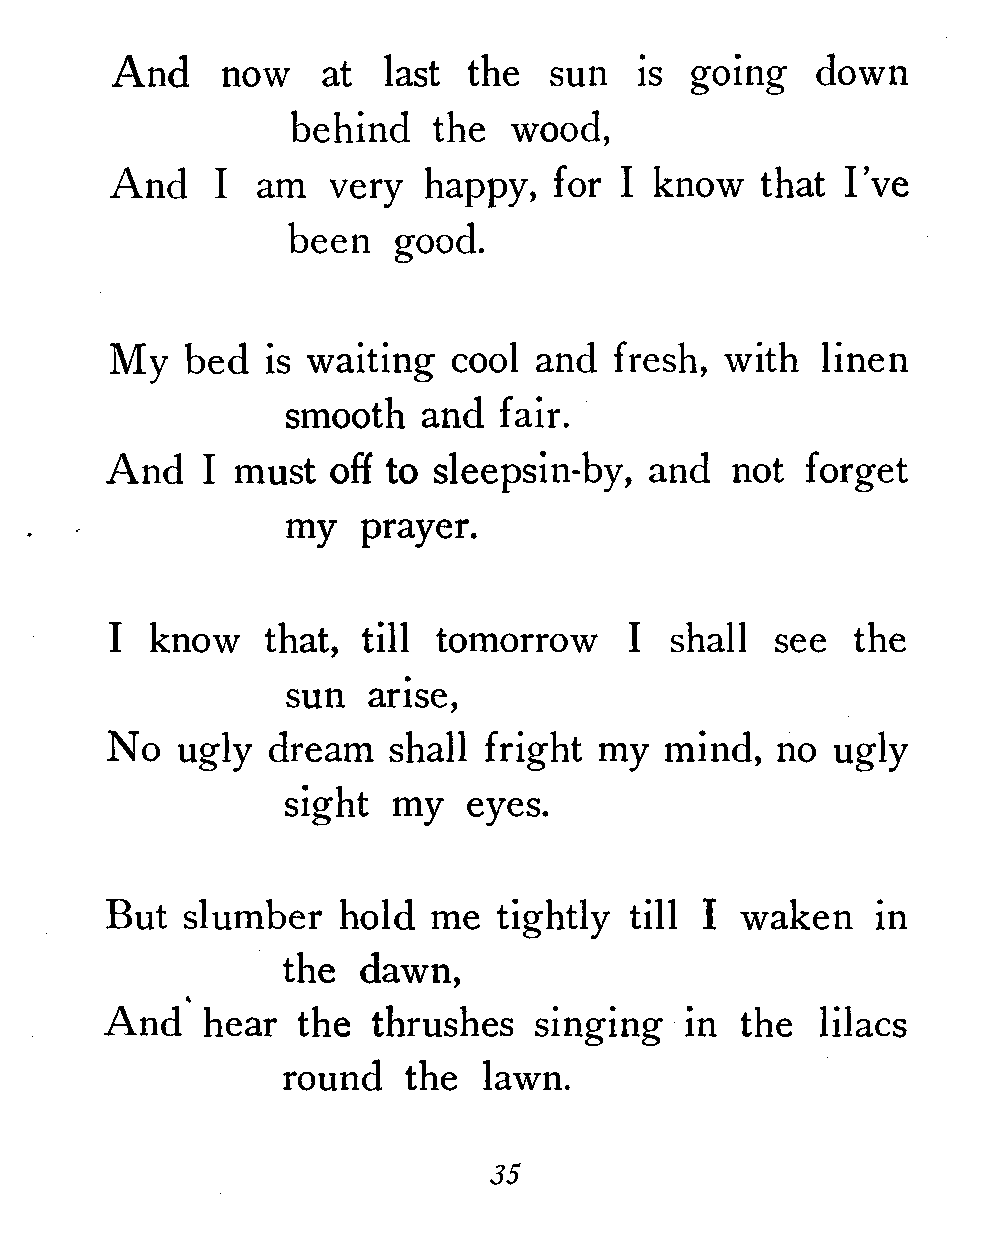 And now at last the sun is going down
behind the wood,
And I am very happy, for I know that I've
been good.
My bed is waiting cool and fresh, with linen
smooth and fair.
And I must off to sleepsin-by, and not forget
my prayer.
I know that, till tomorrow I shall see the
sun arise,
No ugly dream shall fright my mind, no ugly
sight my eyes.
But slumber hold me tightly till I waken in
the dawn,
And hear the thrushes singing in the lilacs
round the lawn.
35